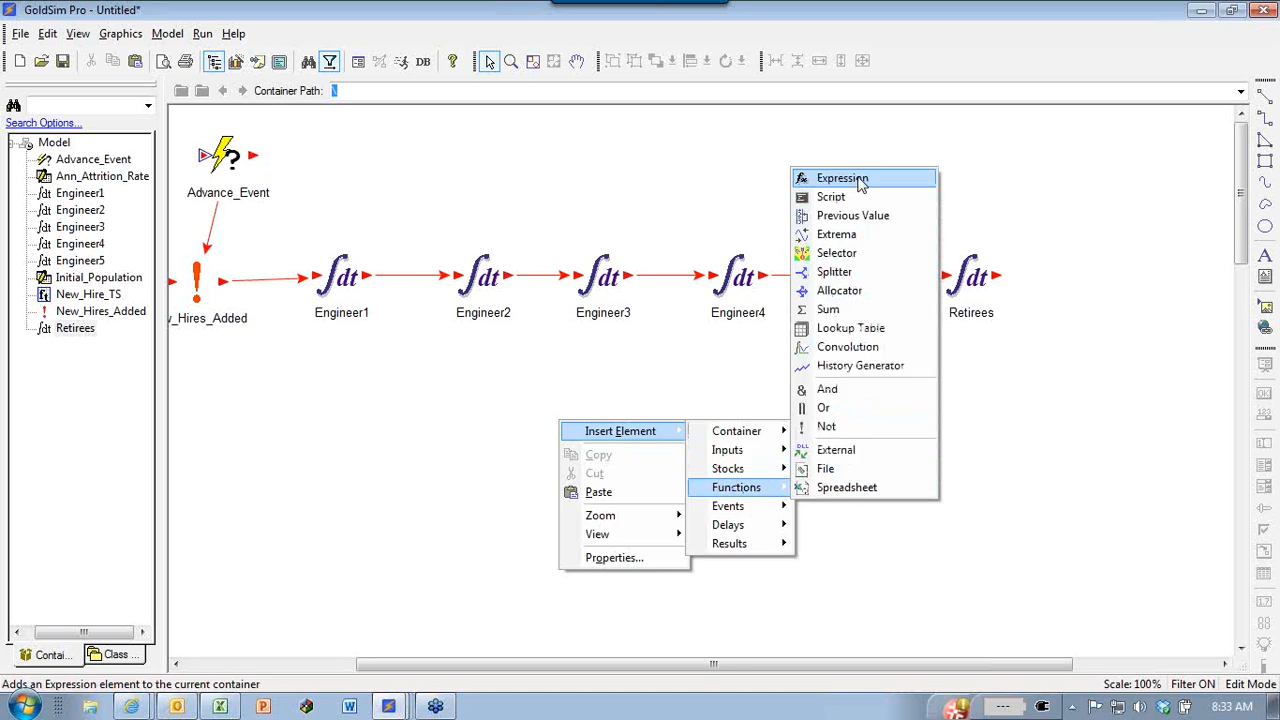 GoldSim Pro - Untitled*
File Edit View Graphics Model Run Help
DB ?
Container Path: \
Search Options...
Model
Advance_Event
Ann_Attrition_Rate
Engineer1
Engineer2
Engineer3
Engineer4
Engineer5
Initial_Population
New_Hire_TS
New_Hires_Added
Retirees
Contai...
Class ...
Advance_Event
w_Hires_Added
Engineer1
Engineer2
Engineer3
Engineer4
Retirees
Insert Element
Copy
Cut
Paste
Zoom
View
Properties...
Container
Inputs
Stocks
Functions
Events
Delays
Results
Expression
Script
Previous Value
Extrema
Selector
Splitter
Allocator
Sum
Lookup Table
Convolution
History Generator
And
Or
Not
External
File
Spreadsheet
Adds an Expression element to the current container
Scale: 100% Filter ON Edit Mode
8:33 AM